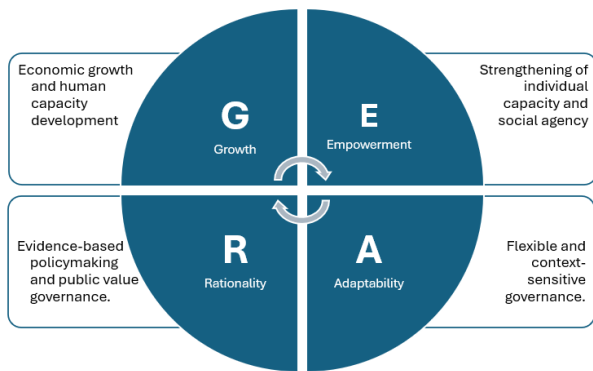 Economic growth
and human
capacity
development
G
Growth
E
Empowerment
Strengthening of
individual
capacity and
social agency
Evidence-based
policymaking
and public value
governance.
R
Rationality
A
Adaptability
Flexible and
context-
sensitive
governance.